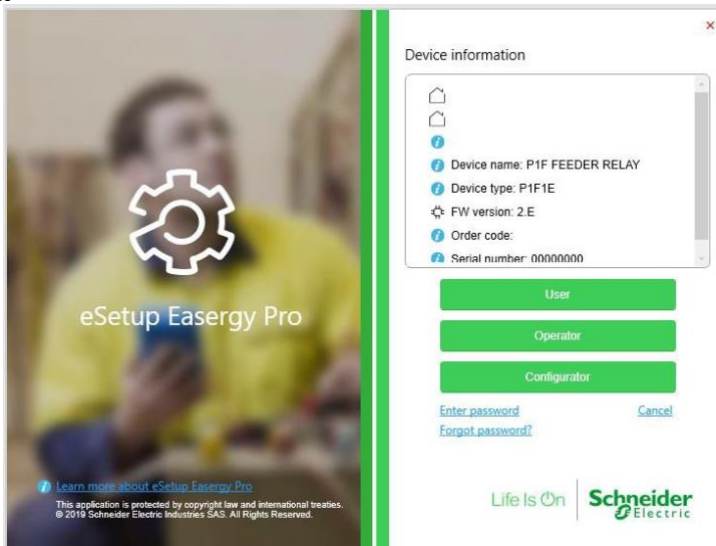 Device information
Device name: P1F FEEDER RELAY
Device type: P1F1E
FW version: 2.E
Order code:
Serial number: 00000000
eSetup Easergy Pro
User
Operator
Configurator
Enter password
Cancel
Forgot password?
Learn more about eSetup Easergy Pro
This application is protected by copyright law and international treaties.
© 2019 Schneider Electric Industries SAS. All Rights Reserved.
Life Is On
Schneider
Electric